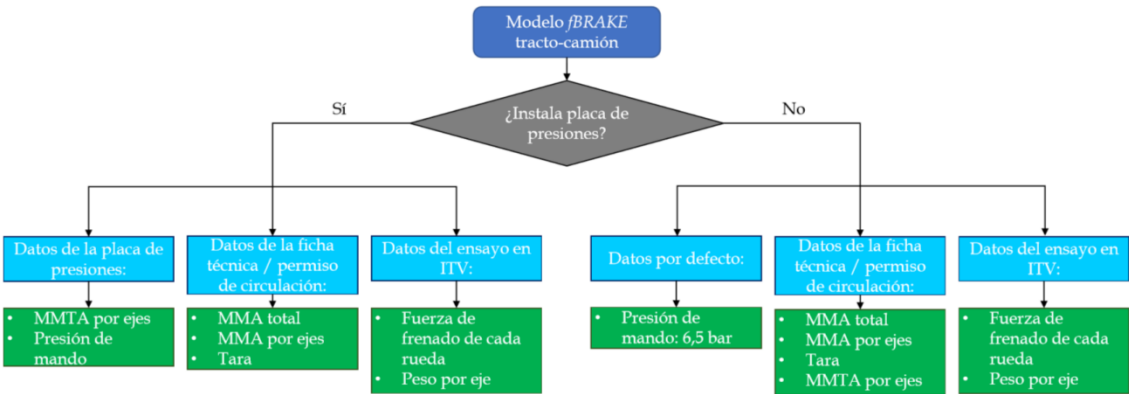 Modelo fBRAKE
tracto-camión
¿Instala placa de
presiones?
Sí
No
Datos de la placa de
presiones:
Datos de la ficha
técnica / permiso
de circulación:
Datos del ensayo en
ITV:
Datos por defecto:
Datos de la ficha
técnica / permiso
de circulación:
Datos del ensayo en
ITV:
• MMTA por ejes
• Presión de
mando
• MMA total
• MMA por ejes
• Tara
• Fuerza de
frenado de cada
rueda
• Peso por eje
• Presión de
mando: 6,5 bar
• MMA total
• MMA por ejes
• Tara
• MMTA por ejes
• Fuerza de
frenado de cada
rueda
• Peso por eje